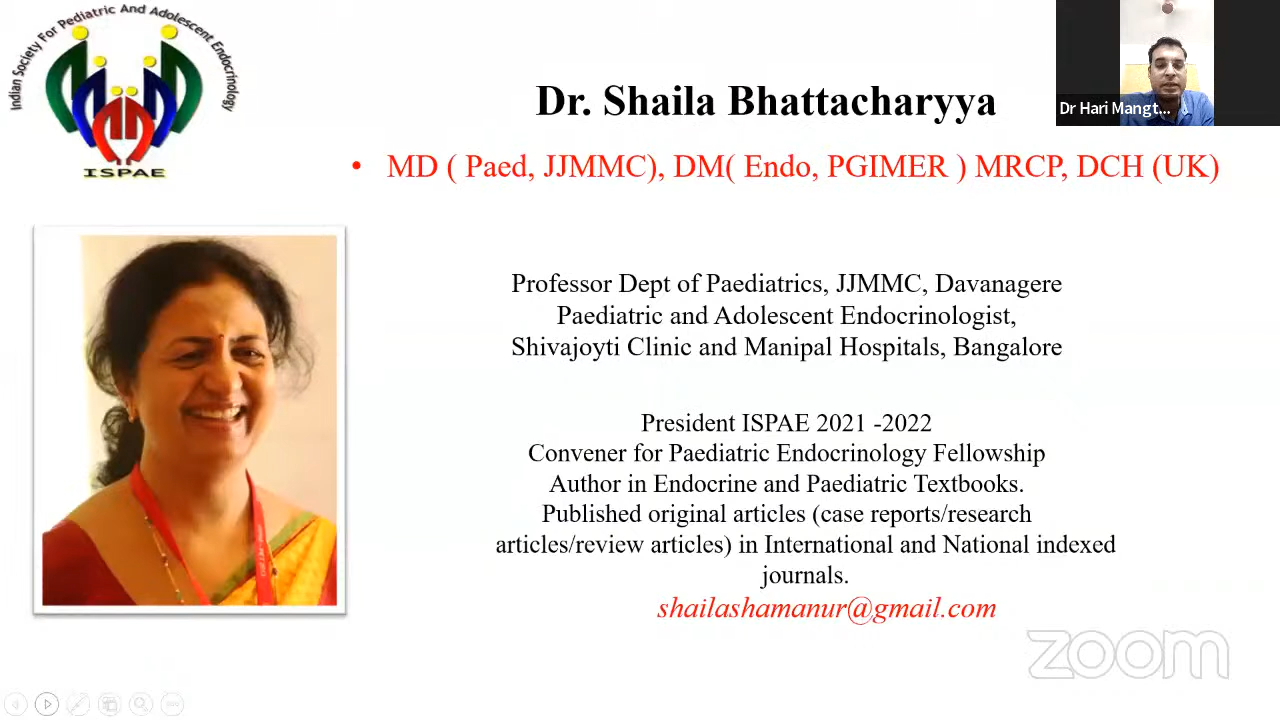 Indian Society For Pediatric And Adolescent Endocrinology
ISPAE
Dr. Shaila Bhattacharyya
Dr Hari Mangt...
• MD ( Paed, JJMMC), DM( Endo, PGIMER ) MRCP, DCH (UK)
Professor Dept of Paediatrics, JJMMC, Davanagere
Paediatric and Adolescent Endocrinologist,
Shivajoyti Clinic and Manipal Hospitals, Bangalore
President ISPAE 2021 -2022
Convener for Paediatric Endocrinology Fellowship
Author in Endocrine and Paediatric Textbooks.
Published original articles (case reports/research
articles/review articles) in International and National indexed
journals.
shailashamanur@gmail.com
zoom